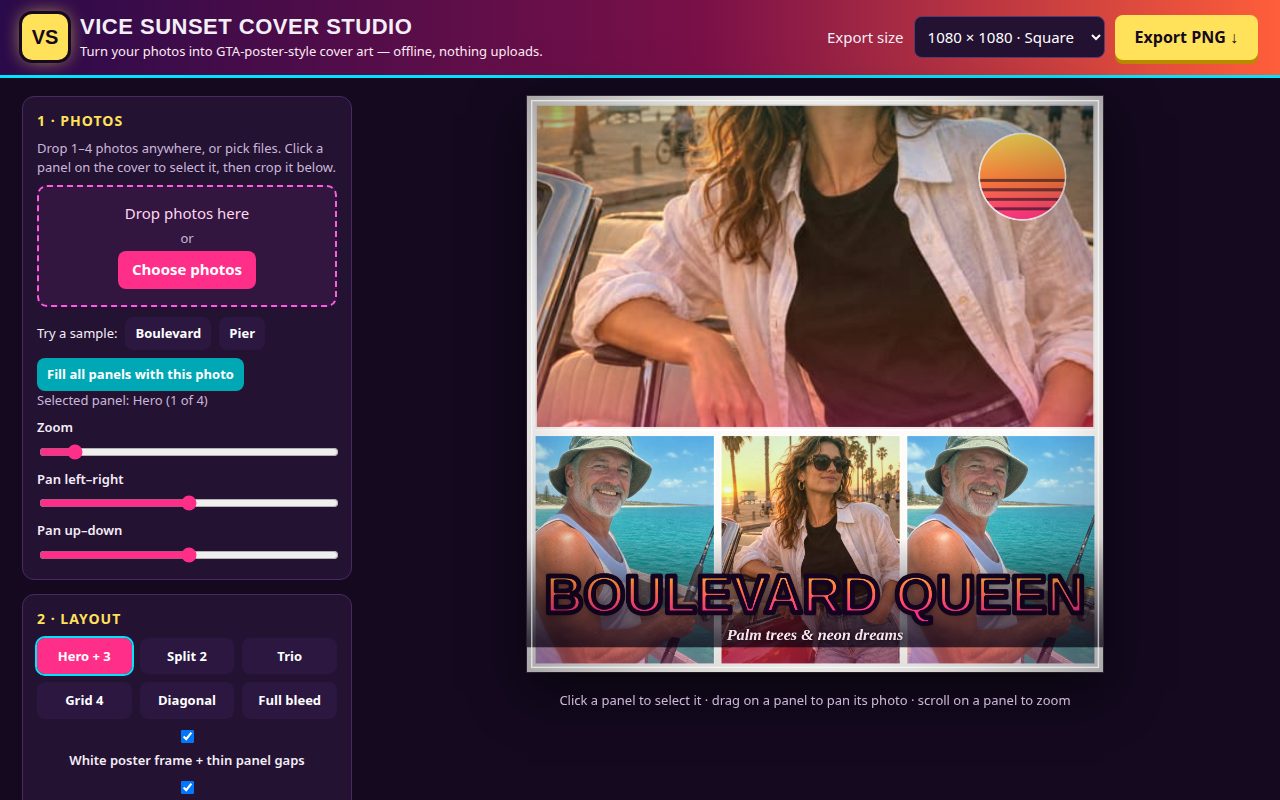 VS
VICE SUNSET COVER STUDIO
Turn your photos into GTA-poster-style cover art — offline, nothing uploads.
Export size
1080 × 1080 · Square
Export PNG ↓
1 · PHOTOS
Drop 1–4 photos anywhere, or pick files. Click a
panel on the cover to select it, then crop it below.
Drop photos here
or
Choose photos
Try a sample:
Boulevard
Pier
Fill all panels with this photo
Selected panel: Hero (1 of 4)
Zoom
Pan left–right
Pan up–down
2 · LAYOUT
Hero + 3
Split 2
Trio
Grid 4
Diagonal
Full bleed
White poster frame + thin panel gaps
BOULEVARD QUEEN
Palm trees & neon dreams
Click a panel to select it · drag on a panel to pan its photo · scroll on a panel to zoom